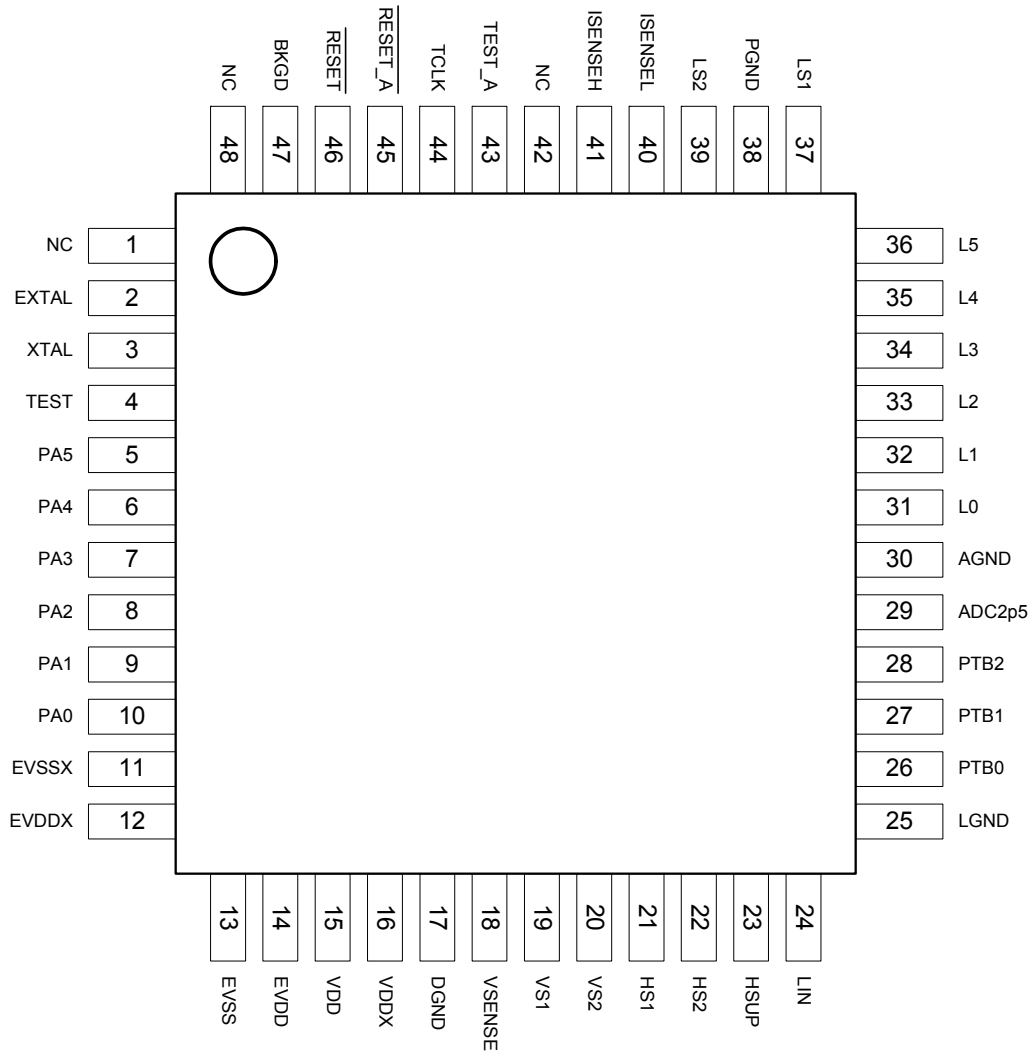 NC
BKGD
RESET
RESET_A
TCLK
TEST_A
NC
ISENSEH
ISENSEL
LS2
PGND
LS1
48
47
46
45
44
43
42
41
40
39
38
37
NC 1
EXTAL 2
XTAL 3
TEST 4
PA5 5
PA4 6
PA3 7
PA2 8
PA1 9
PA0 10
EVSSX 11
EVDDX 12
36 L5
35 L4
34 L3
33 L2
32 L1
31 L0
30 AGND
29 ADC2p5
28 PTB2
27 PTB1
26 PTB0
25 LGND
13
14
15
16
17
18
19
20
21
22
23
24
EVSS
EVDD
VDD
VDDX
DGND
VSENSE
VS1
VS2
HS1
HS2
HSUP
LIN